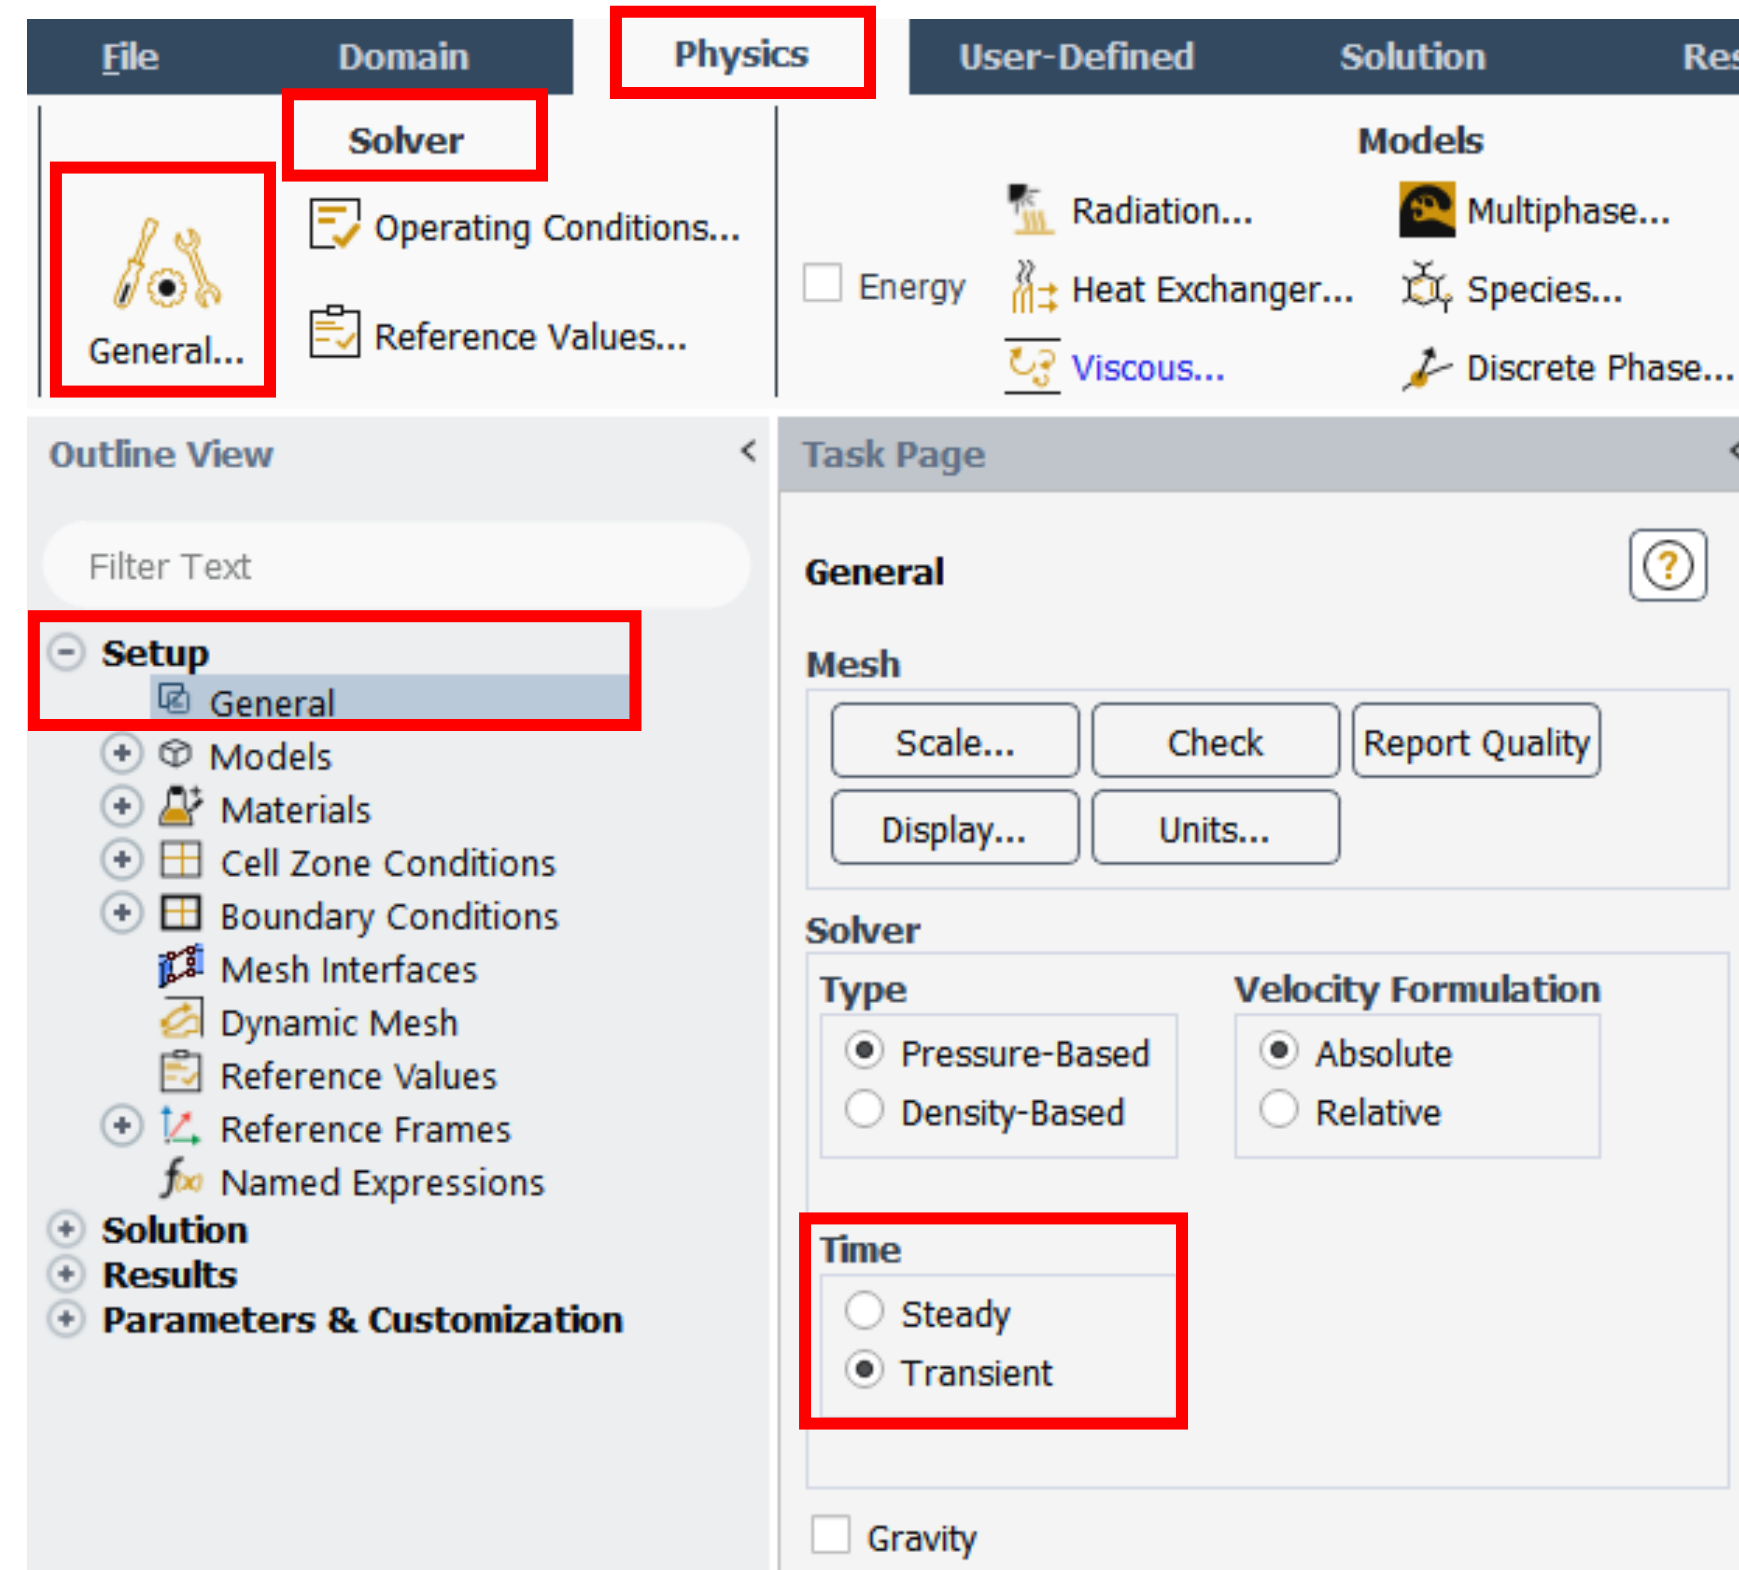 File Domain Physics User-Defined Solution Res
Solver Models
General...
Operating Conditions...
Reference Values...
Energy
Radiation...
Heat Exchanger...
Viscous...
Multiphase...
Species...
Discrete Phase...
Outline View <
Filter Text
Setup
General
Models
Materials
Cell Zone Conditions
Boundary Conditions
Mesh Interfaces
Dynamic Mesh
Reference Values
Reference Frames
f(x) Named Expressions
Solution
Results
Parameters & Customization
Task Page <
General ?
Mesh
Scale... Check Report Quality
Display... Units...
Solver
Type
Pressure-Based
Density-Based
Velocity Formulation
Absolute
Relative
Time
Steady
Transient
Gravity